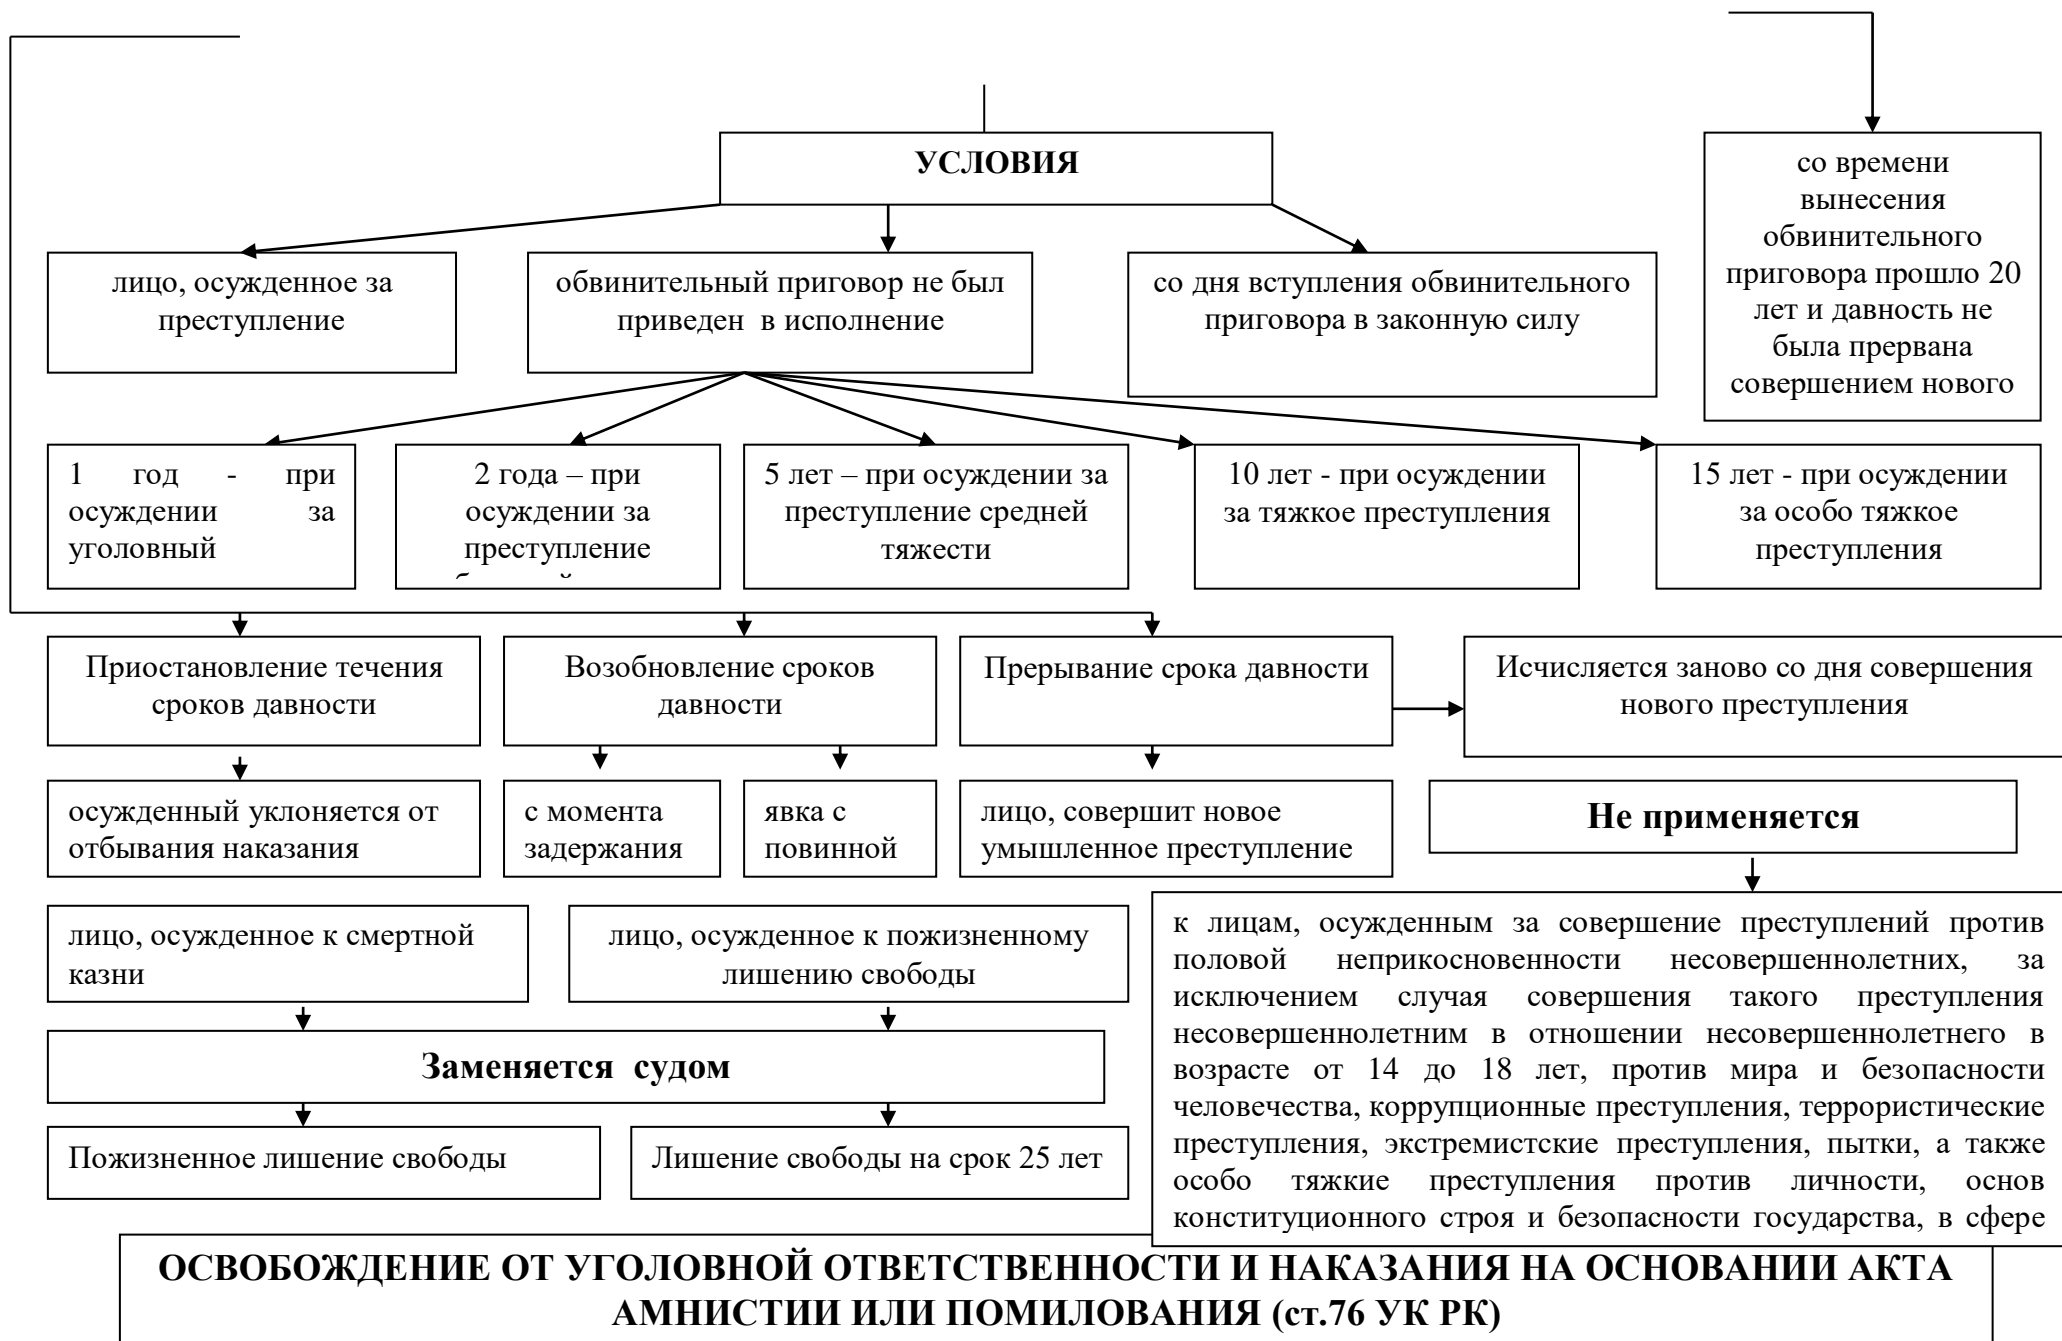 УСЛОВИЯ
со времени
вынесения
обвинительного
приговора прошло 20
лет и давность не
была прервана
совершением нового
лицо, осужденное за
преступление
обвинительный приговор не был
приведен в исполнение
со дня вступления обвинительного
приговора в законную силу
1 год - при
осуждении за
уголовный
2 года – при
осуждении за
преступление
5 лет – при осуждении за
преступление средней
тяжести
10 лет - при осуждении
за тяжкое преступления
15 лет - при осуждении
за особо тяжкое
преступления
Приостановление течения
сроков давности
Возобновление сроков
давности
Прерывание срока давности
Исчисляется заново со дня совершения
нового преступления
осужденный уклоняется от
отбывания наказания
с момента
задержания
явка с
повинной
лицо, совершит новое
умышленное преступление
Не применяется
лицо, осужденное к смертной
казни
лицо, осужденное к пожизненному
лишению свободы
к лицам, осужденным за совершение преступлений против
половой неприкосновенности несовершеннолетних, за
исключением случая совершения такого преступления
несовершеннолетним в отношении несовершеннолетнего в
возрасте от 14 до 18 лет, против мира и безопасности
человечества, коррупционные преступления, террористические
преступления, экстремистские преступления, пытки, а также
особо тяжкие преступления против личности, основ
конституционного строя и безопасности государства, в сфере
Заменяется судом
Пожизненное лишение свободы
Лишение свободы на срок 25 лет
ОСВОБОЖДЕНИЕ ОТ УГОЛОВНОЙ ОТВЕТСТВЕННОСТИ И НАКАЗАНИЯ НА ОСНОВАНИИ АКТА
АМНИСТИИ ИЛИ ПОМИЛОВАНИЯ (ст.76 УК РК)